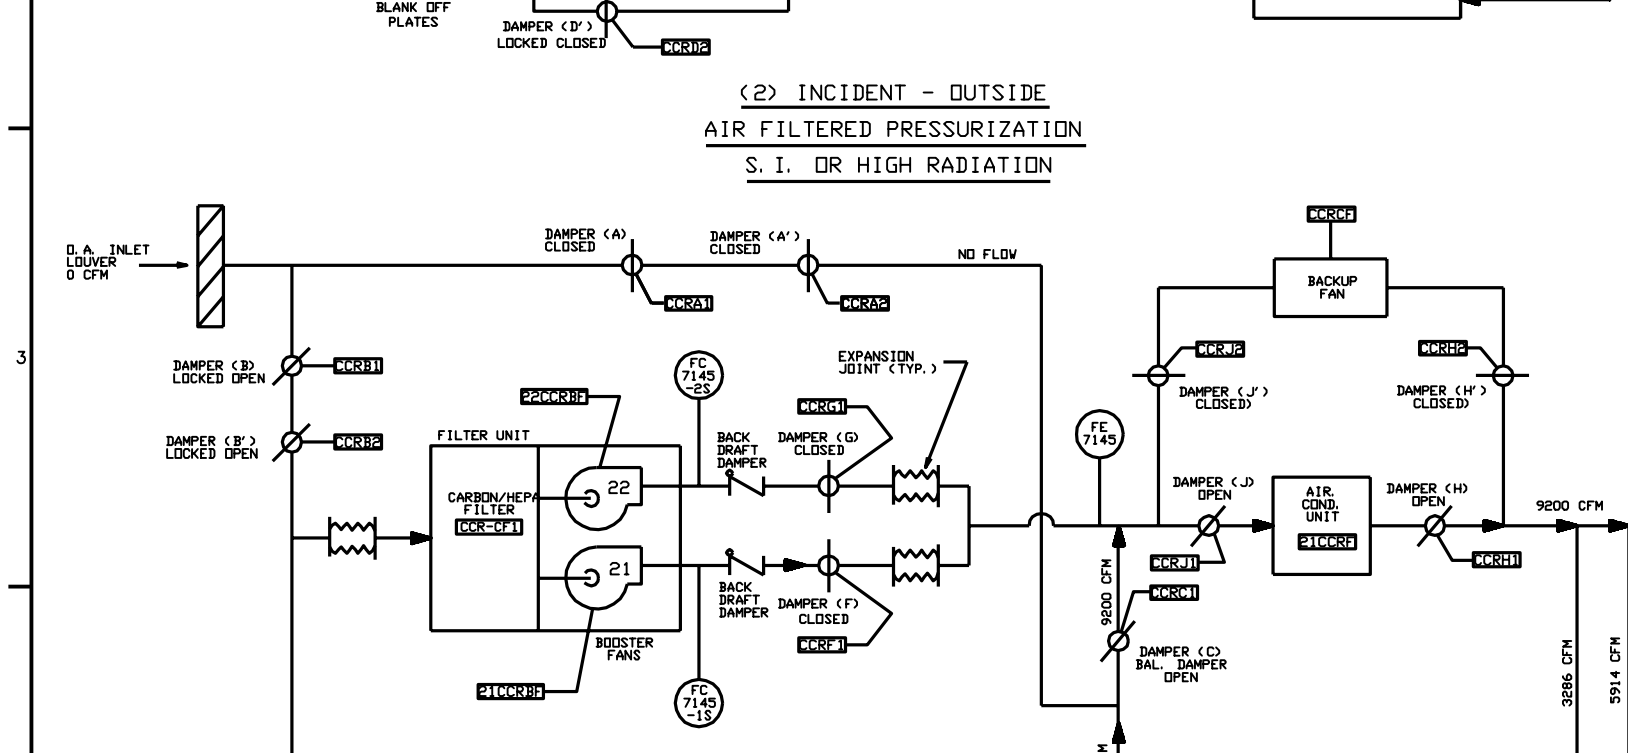 BLANK OFF
PLATES
DAMPER (D')
LOCKED CLOSED
CCRD2
(2) INCIDENT - OUTSIDE
AIR FILTERED PRESSURIZATION
S. I. OR HIGH RADIATION
O. A. INLET
LOUVER
0 CFM
DAMPER (A)
CLOSED
CCRA1
DAMPER (A')
CLOSED
CCRA2
NO FLOW
CCRCF
BACKUP
FAN
3
DAMPER (B)
LOCKED OPEN
CCRB1
DAMPER (B')
LOCKED OPEN
CCRB2
FC
7145
-2S
22CCRBF
EXPANSION
JOINT (TYP.)
CCRG1
CCRJ2
DAMPER (J')
CLOSED)
CCRH2
DAMPER (H')
CLOSED)
FE
7145
FILTER UNIT
CARBON/HEPA
FILTER
CCR-CF1
22
21
BACK
DRAFT
DAMPER
DAMPER (G)
CLOSED
DAMPER (J)
OPEN
AIR.
COND.
UNIT
21CCRF
DAMPER (H)
OPEN
9200 CFM
CCRJ1
CCRH1
BACK
DRAFT
DAMPER
DAMPER (F)
CLOSED
CCRF1
9200 CFM
CCRC1
DAMPER (C)
BAL. DAMPER
OPEN
BOOSTER
FANS
21CCRBF
FC
7145
-1S
3286 CFM
5914 CFM
M